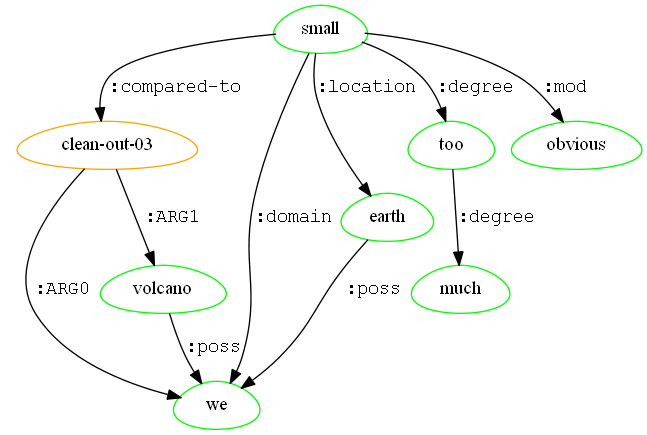 small
:compared-to :location :degree :mod
clean-out-03 too obvious
:ARG1 :domain earth :degree
:ARG0 volcano :poss much
:poss
we